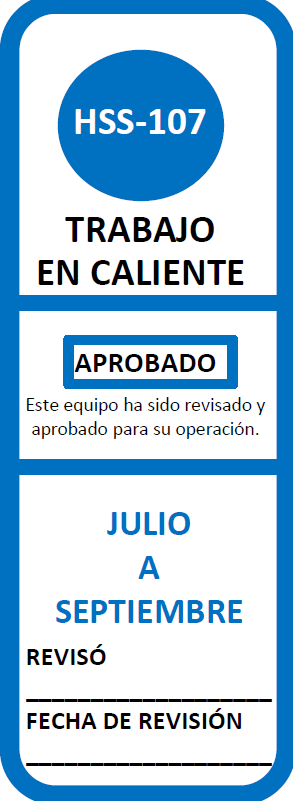 HSS-107
TRABAJO
EN CALIENTE
APROBADO
Este equipo ha sido revisado y
aprobado para su operación.
JULIO
A
SEPTIEMBRE
REVISÓ
___________________
FECHA DE REVISIÓN
___________________